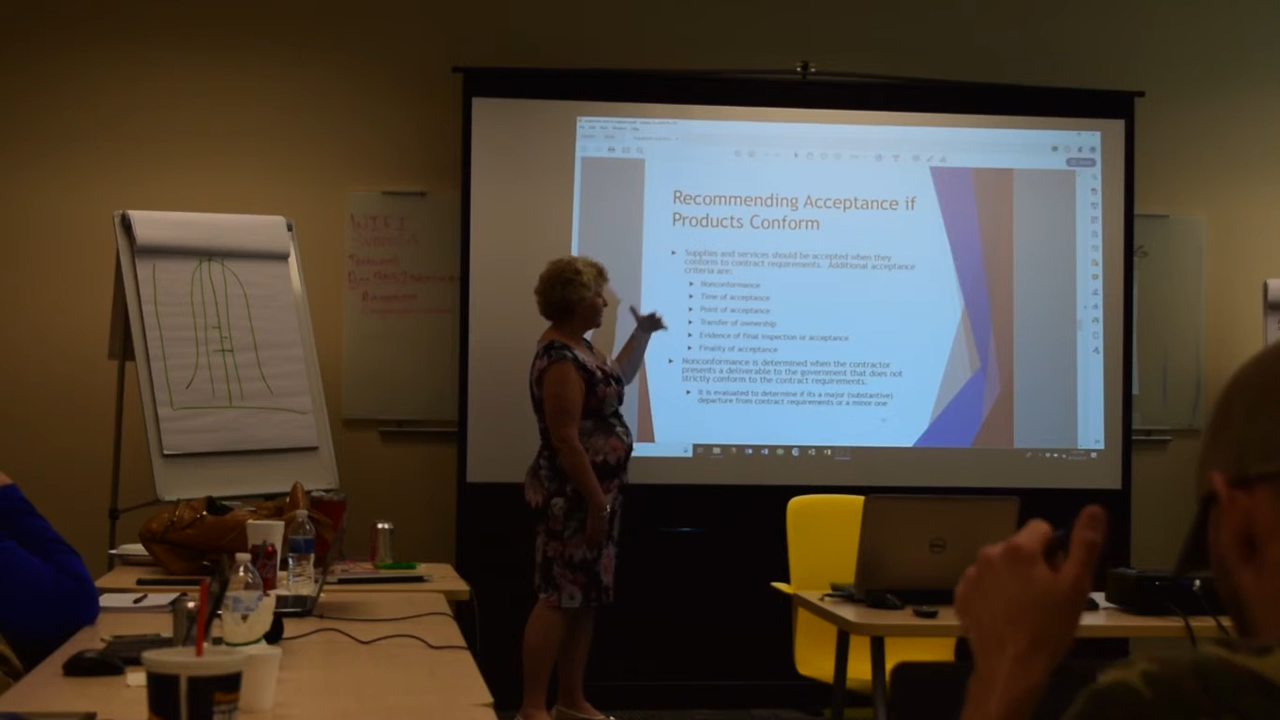 Recommending Acceptance if
Products Conform
Supplies and services should be accepted when they
conform to contract requirements. Additional acceptance
criteria are:
Nonconformance
Time of acceptance
Point of acceptance
Transfer of ownership
Evidence of final inspection or acceptance
Finality of acceptance
Nonconformance is determined when the contractor
presents a deliverable to the government that does not
strictly conform to the contract requirements.
It is evaluated to determine if its a major (substantive)
departure from contract requirements or a minor one
DELL